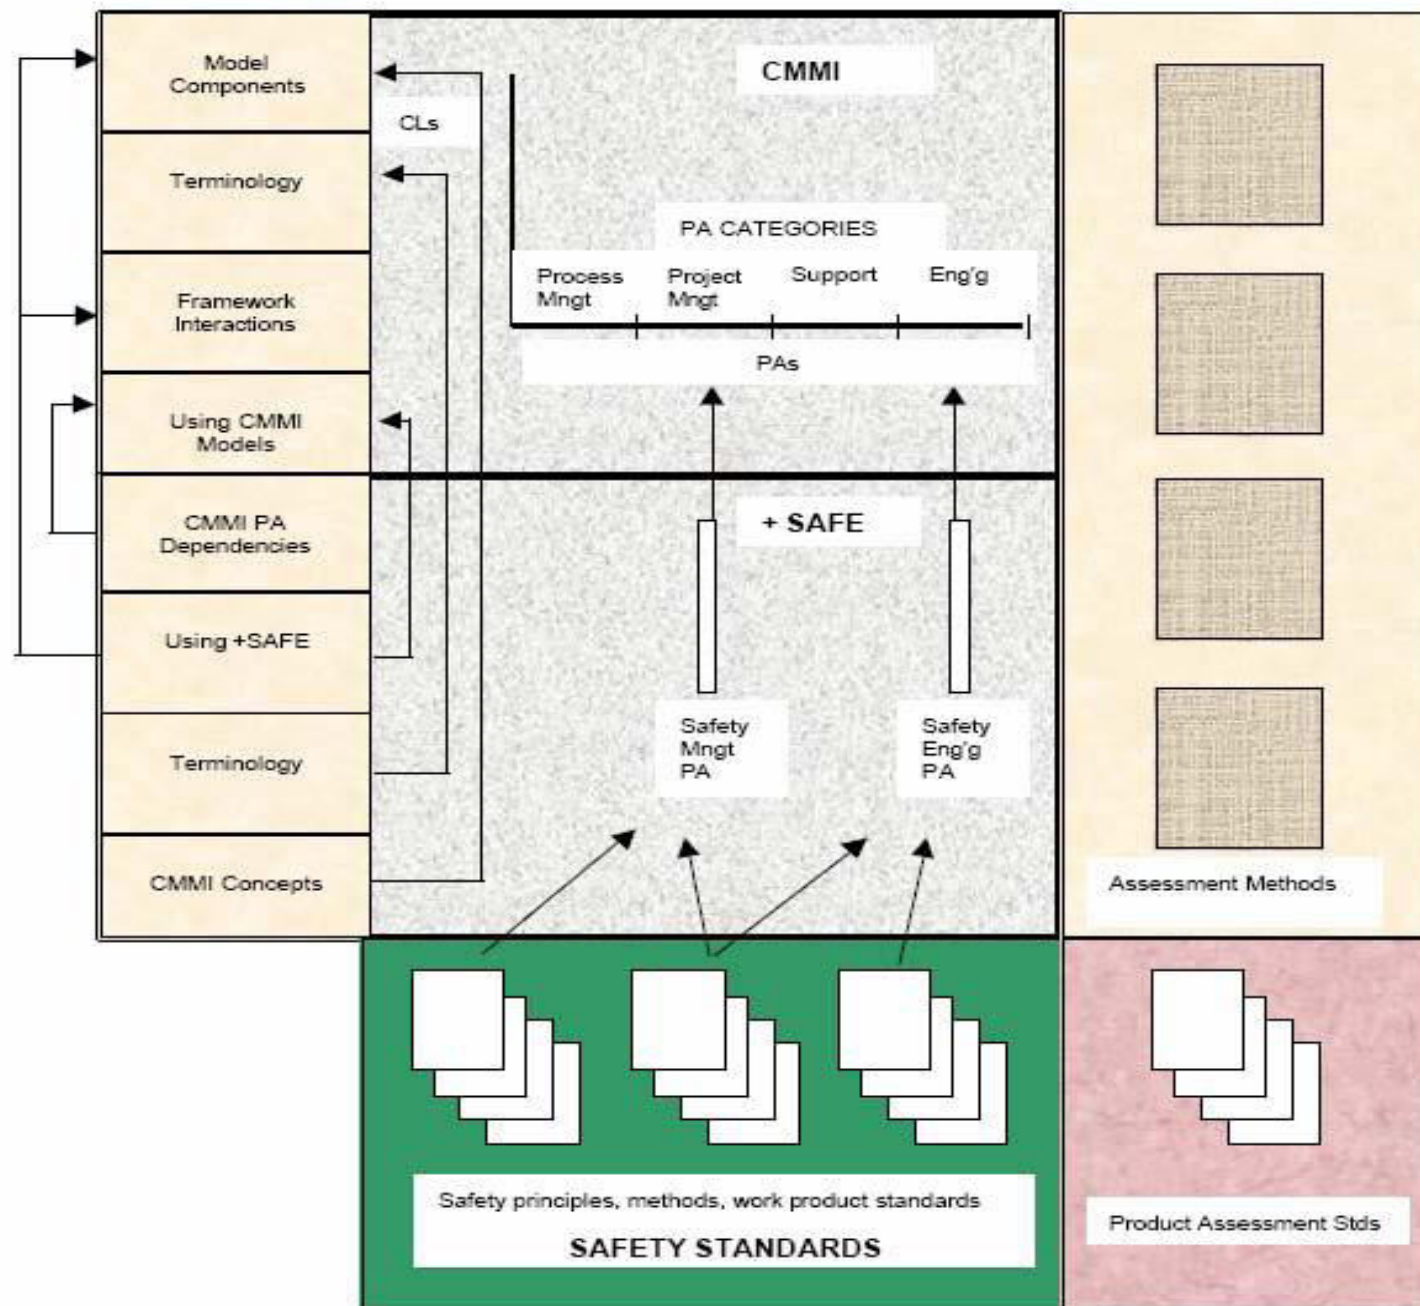 Model
Components
Terminology
Framework
Interactions
Using CMMI
Models
CMMI PA
Dependencies
Using +SAFE
Terminology
CMMI Concepts
CMMI
CLs
PA CATEGORIES
Process
Mngt
Project
Mngt
Support
Eng'g
PAs
+ SAFE
Safety
Mngt
PA
Safety
Eng'g
PA
Assessment Methods
Safety principles, methods, work product standards
SAFETY STANDARDS
Product Assessment Stds